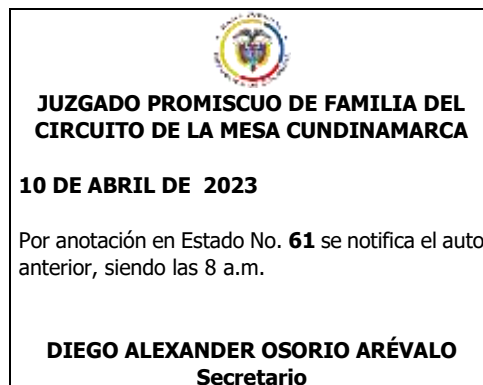 JUZGADO PROMISCUO DE FAMILIA DEL
CIRCUITO DE LA MESA CUNDINAMARCA
10 DE ABRIL DE 2023
Por anotación en Estado No. 61 se notifica el auto
anterior, siendo las 8 a.m.
DIEGO ALEXANDER OSORIO ARÉVALO
Secretario